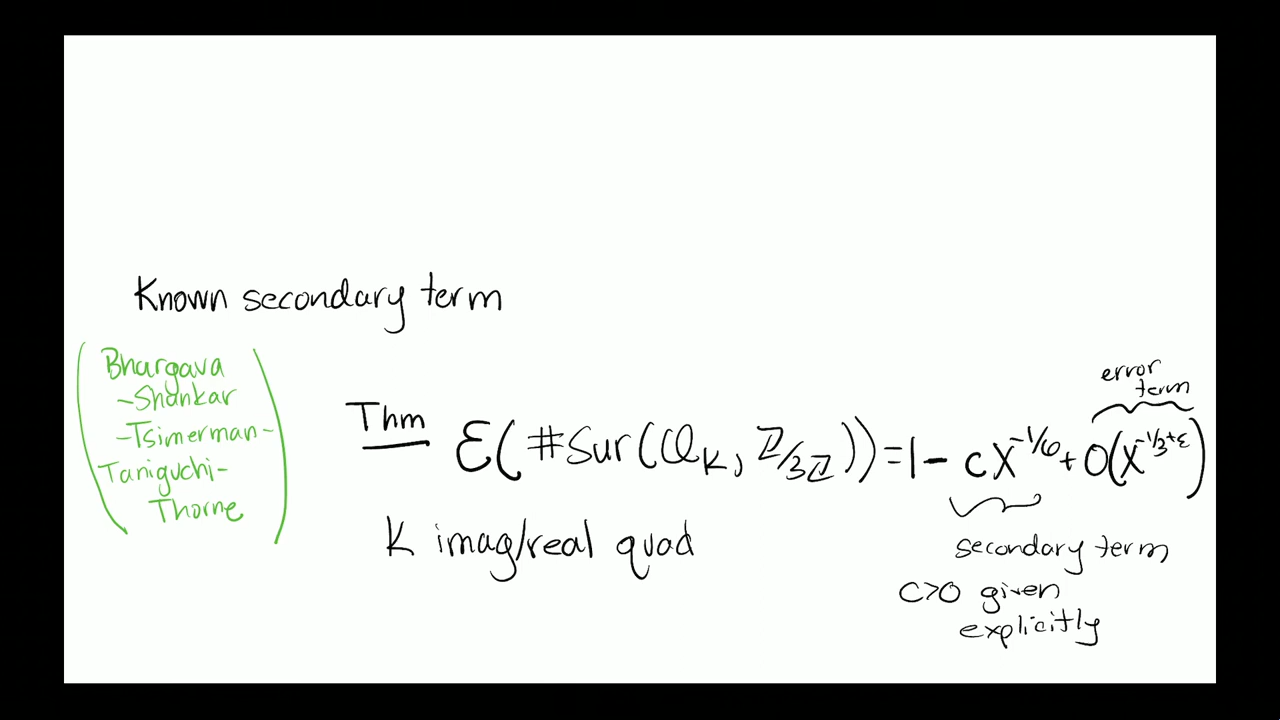 Known secondary term
Bhargava
-Shankar
-Tsimerman-
Taniguchi-
Thorne
error
term
Thm
ℰ(#Sur(Cl_K, ℤ/3ℤ)) = 1 - cX^{-1/6} + O(X^{-1/3+ε})
K imag/real quad
secondary term
C>0 given
explicitly